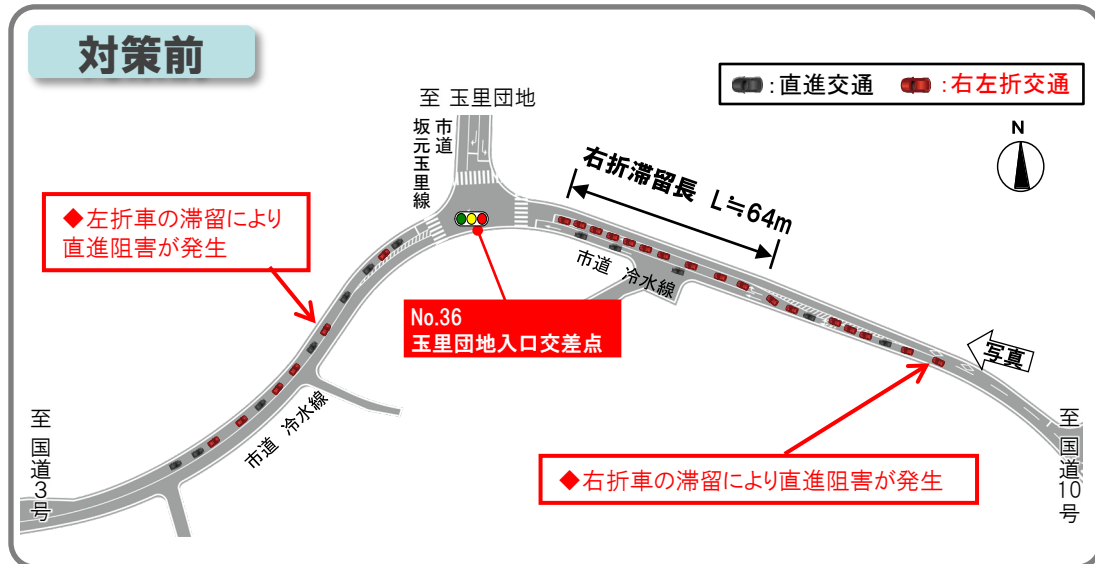 対策前
:直進交通
:右左折交通
至 玉里団地
市道
坂元玉里線
N
右折滞留長 L≒64m
◆左折車の滞留により
直進阻害が発生
市道 冷水線
No.36
玉里団地入口交差点
写真
市道 冷水線
至 国道3号
至 国道10号
◆右折車の滞留により直進阻害が発生